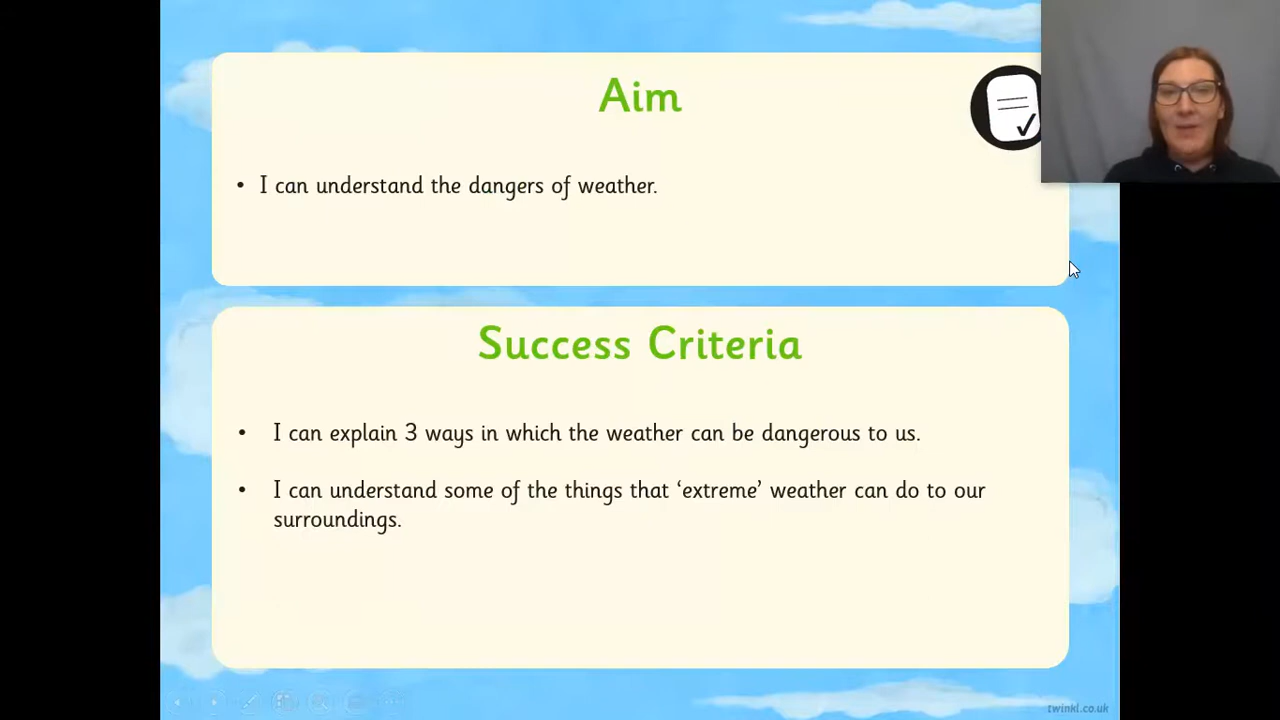 Aim
• I can understand the dangers of weather.
Success Criteria
• I can explain 3 ways in which the weather can be dangerous to us.
• I can understand some of the things that ‘extreme’ weather can do to our
surroundings.
twinkl.co.uk